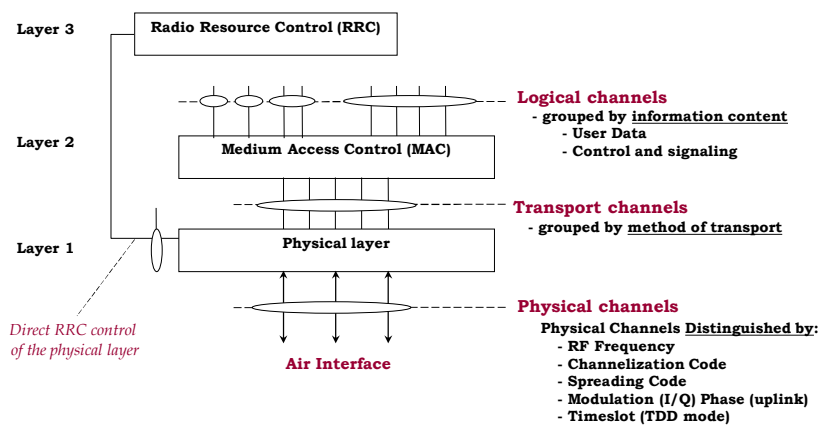 Layer 3
Radio Resource Control (RRC)
Logical channels
- grouped by information content
- User Data
- Control and signaling
Layer 2
Medium Access Control (MAC)
Transport channels
- grouped by method of transport
Layer 1
Physical layer
Direct RRC control
of the physical layer
Physical channels
Physical Channels Distinguished by:
- RF Frequency
- Channelization Code
- Spreading Code
- Modulation (I/Q) Phase (uplink)
- Timeslot (TDD mode)
Air Interface